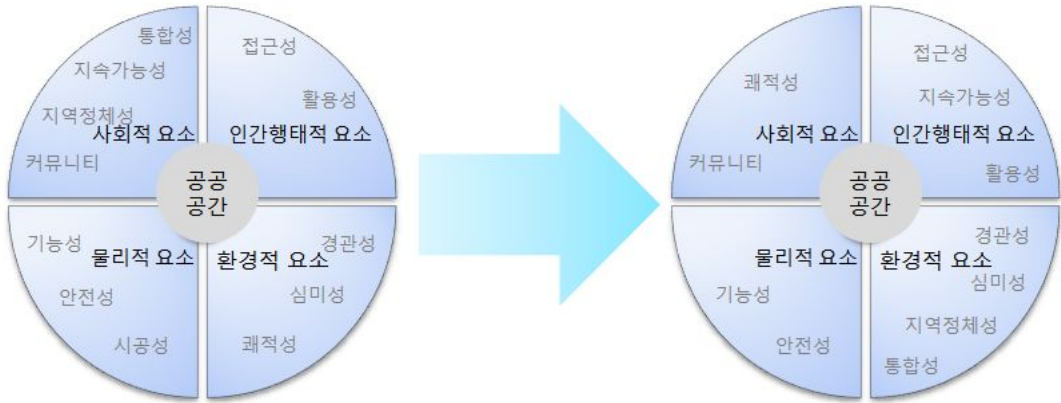 통합성
지속가능성
지역정체성
사회적 요소
커뮤니티
접근성
활용성
인간행태적 요소
공공
공간
기능성
물리적 요소
안전성
시공성
경관성
환경적 요소
심미성
쾌적성
쾌적성
사회적 요소
커뮤니티
접근성
지속가능성
인간행태적 요소
활용성
공공
공간
물리적 요소
기능성
안전성
경관성
환경적 요소
심미성
지역정체성
통합성